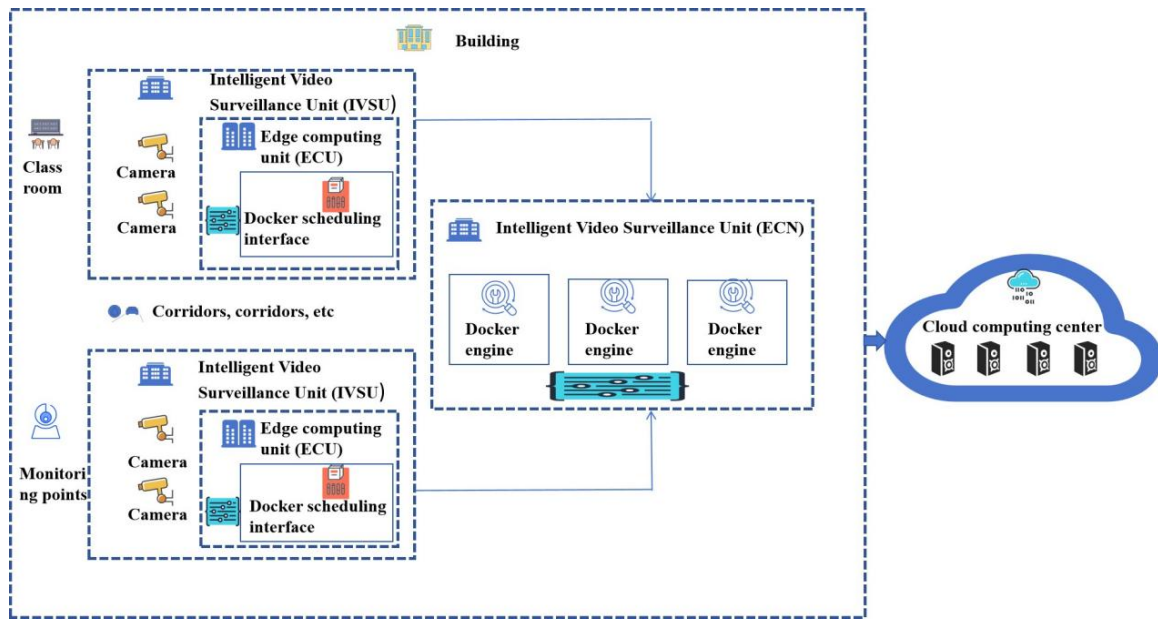 Building
Intelligent Video
Surveillance Unit (IVSU)
Edge computing
unit (ECU)
Class
room
Camera
Camera
Docker scheduling
interface
Intelligent Video Surveillance Unit (ECN)
Docker
engine
Docker
engine
Docker
engine
Corridors, corridors, etc
Intelligent Video
Surveillance Unit (IVSU)
Edge computing
unit (ECU)
Monitori
ng points
Camera
Camera
Docker scheduling
interface
Cloud computing center